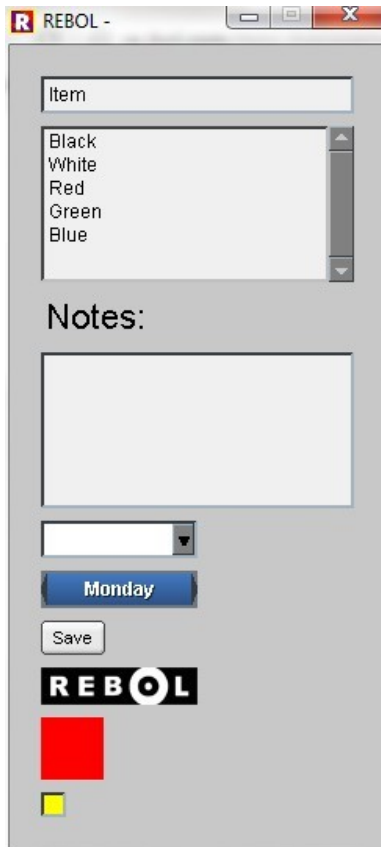 REBOL -
Item
Black
White
Red
Green
Blue
Notes:
Monday
Save
REBOL